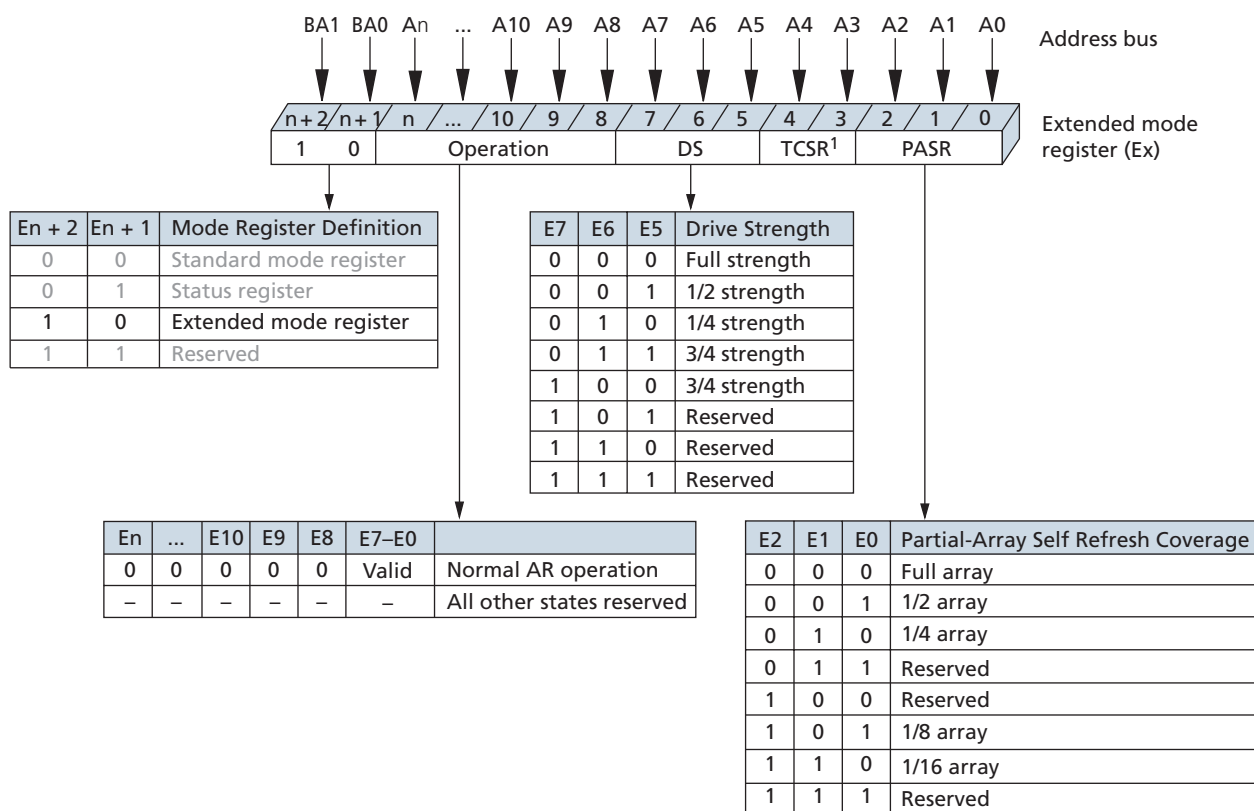 BA1 BA0 An ... A10 A9 A8 A7 A6 A5 A4 A3 A2 A1 A0
Address bus
n + 2 n + 1 n ... 10 9 8 7 6 5 4 3 2 1 0
Extended mode
register (Ex)
1 0 Operation DS TCSR1 PASR
En + 2 En + 1 Mode Register Definition
0 0 Standard mode register
0 1 Status register
1 0 Extended mode register
1 1 Reserved
E7 E6 E5 Drive Strength
0 0 0 Full strength
0 0 1 1/2 strength
0 1 0 1/4 strength
0 1 1 3/4 strength
1 0 0 3/4 strength
1 0 1 Reserved
1 1 0 Reserved
1 1 1 Reserved
En ... E10 E9 E8 E7–E0
0 0 0 0 0 Valid Normal AR operation
– – – – – – All other states reserved
E2 E1 E0 Partial-Array Self Refresh Coverage
0 0 0 Full array
0 0 1 1/2 array
0 1 0 1/4 array
0 1 1 Reserved
1 0 0 Reserved
1 0 1 1/8 array
1 1 0 1/16 array
1 1 1 Reserved